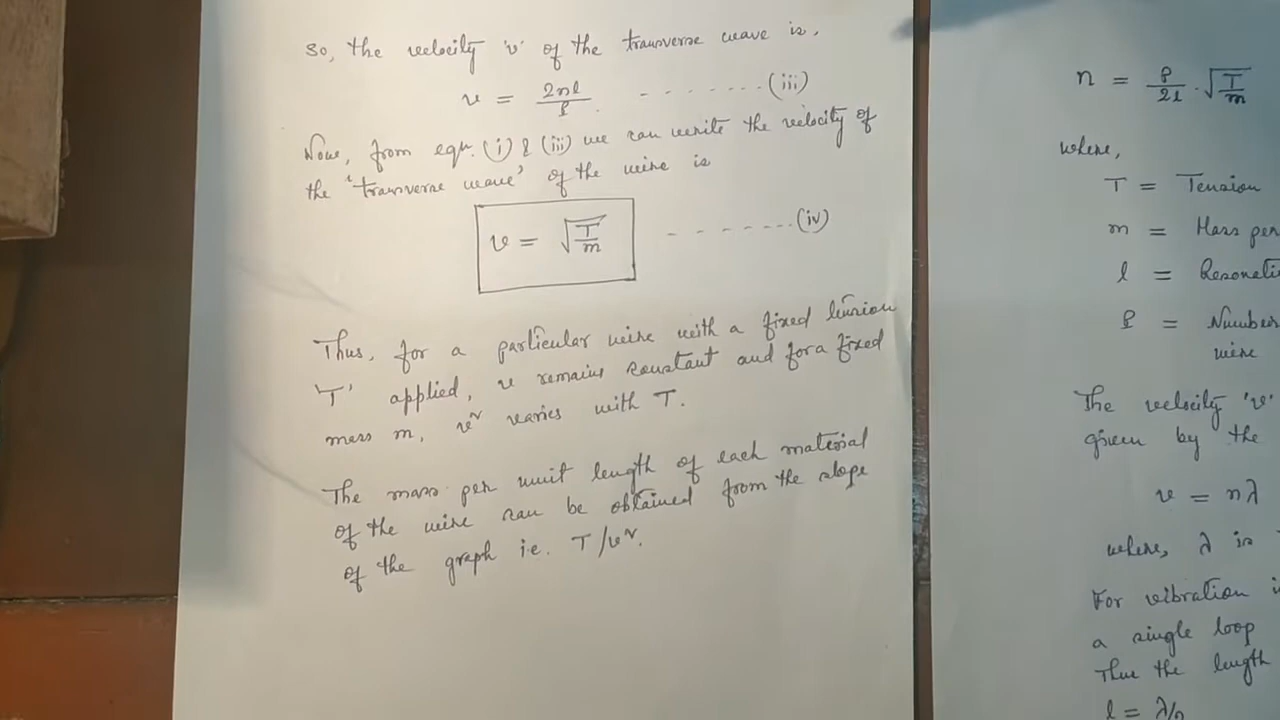 So, the velocity 'v' of the transverse wave is,
v = 2nl/P - - - - - - - (iii)
Now, from eqn. (i) & (iii) we can write the velocity of
the 'transverse wave' of the wire is
v = √(T/m) - - - - - - - (iv)
Thus, for a particular wire with a fixed tension
'T' applied, v remains constant and for a fixed
mass m, v² varies with T.
The mass per unit length of each material
of the wire can be obtained from the slope
of the graph i.e. T/v².
n = P/2l . √(T/m)
where,
T = Tension
m = Mass per
l =
P = Number
wire
The velocity 'v'
given by the
v = nλ
where, λ is
For vibration
a single loop
Thus the length
l = λ/2